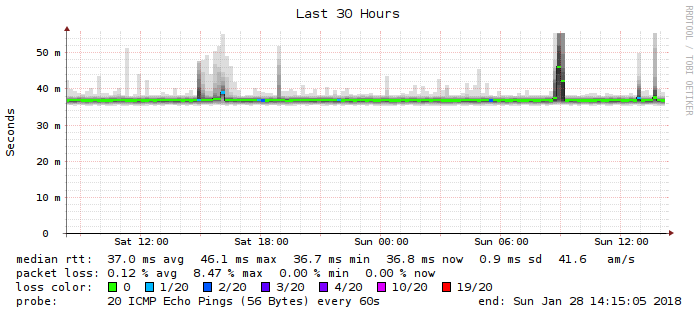 Last 30 Hours
RRDTOOL / TOBI OETIKER
Seconds
50 m
40 m
30 m
20 m
10 m
0
Sat 12:00 Sat 18:00 Sun 00:00 Sun 06:00 Sun 12:00
median rtt: 37.0 ms avg 46.1 ms max 36.7 ms min 36.8 ms now 0.9 ms sd 41.6 am/s
packet loss: 0.12 % avg 8.47 % max 0.00 % min 0.00 % now
loss color: 0 1/20 2/20 3/20 4/20 10/20 19/20
probe: 20 ICMP Echo Pings (56 Bytes) every 60s end: Sun Jan 28 14:15:05 2018